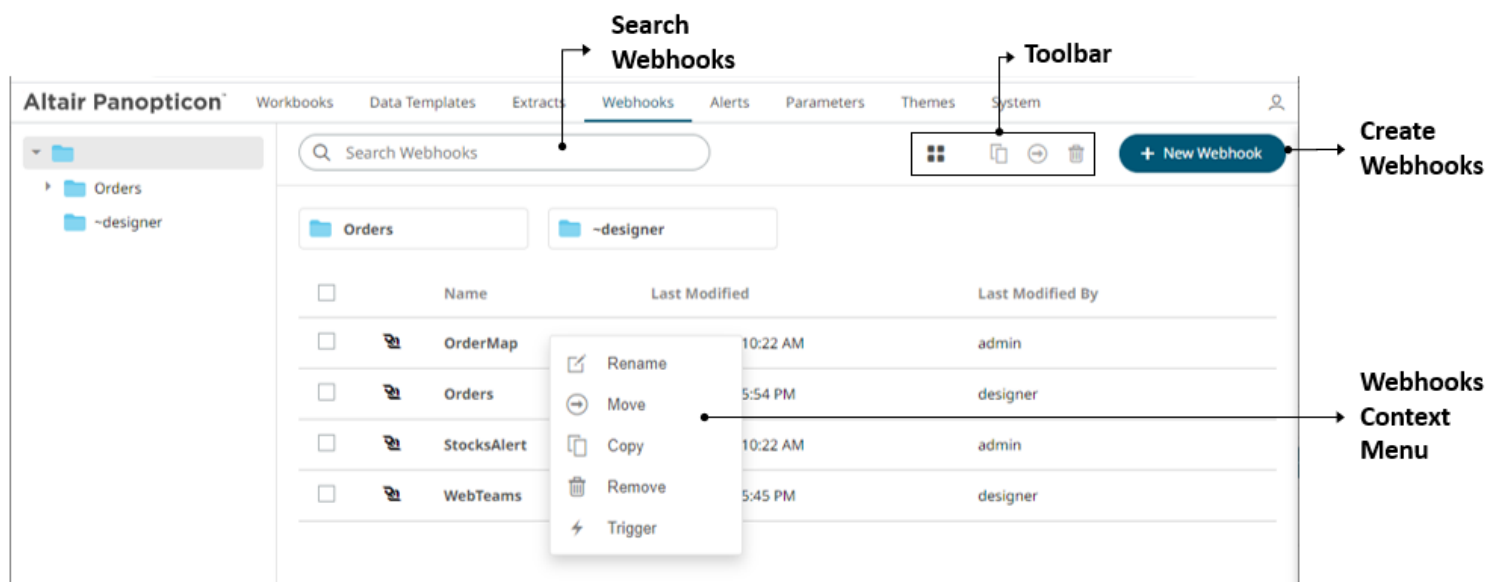 Search
Webhooks
Toolbar
Altair Panopticon™
Workbooks Data Templates Extracts Webhooks Alerts Parameters Themes System
Search Webhooks
+ New Webhook
Create
Webhooks
Orders
~designer
Orders ~designer
Name Last Modified Last Modified By
OrderMap 10:22 AM admin
Orders 5:54 PM designer
StocksAlert 10:22 AM admin
WebTeams 5:45 PM designer
Rename
Move
Copy
Remove
Trigger
Webhooks
Context
Menu